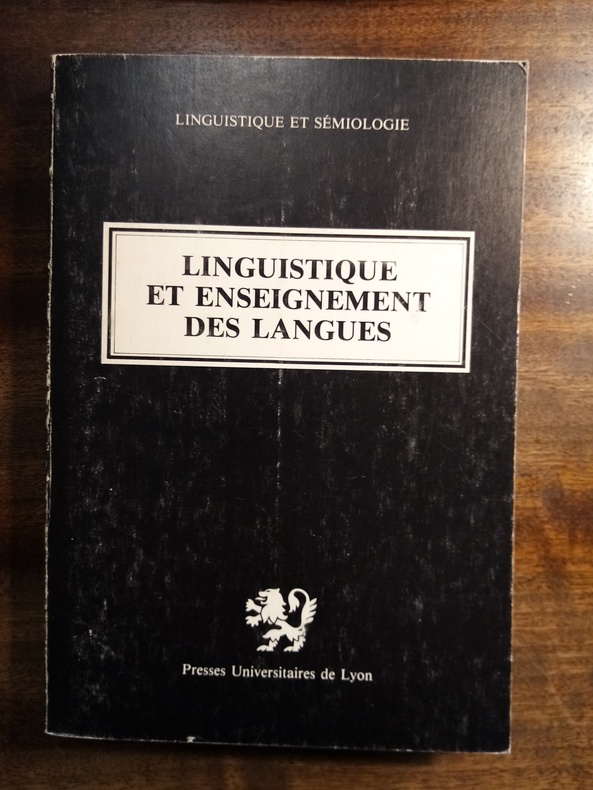 LINGUISTIQUE ET SÉMIOLOGIE
LINGUISTIQUE
ET ENSEIGNEMENT
DES LANGUES
Presses Universitaires de Lyon